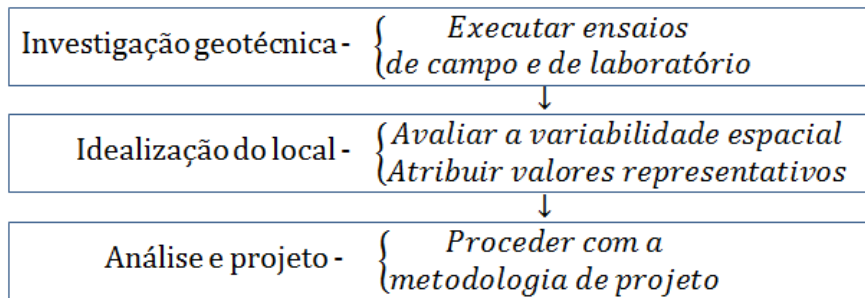 Investigação geotécnica - { Executar ensaios
de campo e de laboratório
↓
Idealização do local - { Avaliar a variabilidade espacial
Atribuir valores representativos
↓
Análise e projeto - { Proceder com a
metodologia de projeto